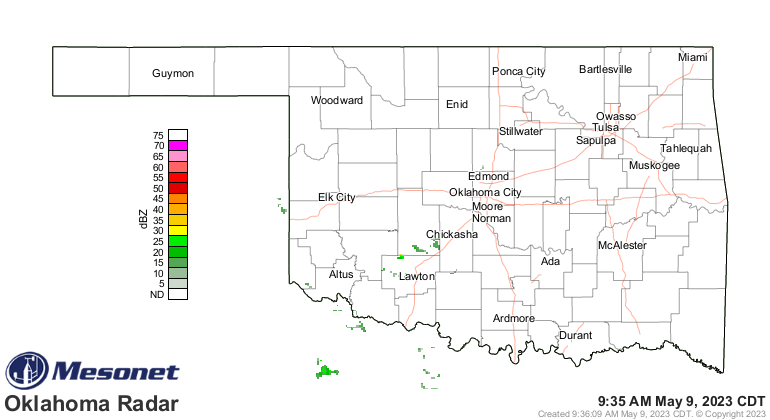 Miami
Ponca City
Bartlesville
Guymon
Woodward
Enid
Owasso
Tulsa
Stillwater
Sapulpa
Tahlequah
Muskogee
Edmond
Oklahoma City
Elk City
Moore
Norman
Chickasha
McAlester
Ada
Altus
Lawton
Ardmore
Durant
dBZ
75
70
65
60
55
50
45
40
35
30
25
20
15
10
5
ND
Mesonet
Oklahoma Radar
9:35 AM May 9, 2023 CDT
Created 9:36:09 AM May 9, 2023 CDT. © Copyright 2023